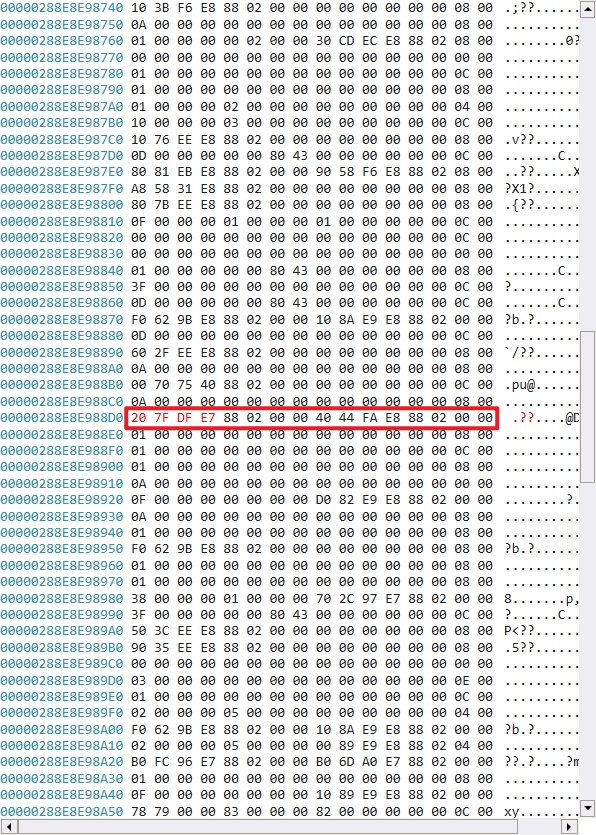 00000288E8E98740 10 3B F6 E8 88 02 00 00 00 00 00 00 00 00 08 00 .;??......
00000288E8E98750 0A 00 00 00 00 00 00 00 00 00 00 00 00 00 08 00 ..........
00000288E8E98760 01 00 00 00 00 02 00 00 30 CD EC E8 88 02 08 00 ........0?
00000288E8E98770 00 00 00 00 00 00 00 00 00 00 00 00 00 00 08 00 ..........
00000288E8E98780 01 00 00 00 00 00 00 00 00 00 00 00 00 00 0C 00 ..........
00000288E8E98790 01 00 00 00 00 00 00 00 00 00 00 00 00 00 08 00 ..........
00000288E8E987A0 01 00 00 00 02 00 00 00 00 00 00 00 00 00 04 00 ..........
00000288E8E987B0 10 00 00 00 03 00 00 00 00 00 00 00 00 00 0C 00 ..........
00000288E8E987C0 10 76 EE E8 88 02 00 00 00 00 00 00 00 00 08 00 .v??......
00000288E8E987D0 0D 00 00 00 00 00 80 43 00 00 00 00 00 00 0C 00 .......C..
00000288E8E987E0 80 81 EB E8 88 02 00 00 90 58 F6 E8 88 02 08 00 ..??.....X
00000288E8E987F0 A8 58 31 E8 88 02 00 00 00 00 00 00 00 00 08 00 ?X1?......
00000288E8E98800 80 7B EE E8 88 02 00 00 00 00 00 00 00 00 08 00 .{??......
00000288E8E98810 0F 00 00 00 01 00 00 00 01 00 00 00 00 00 0C 00 ..........
00000288E8E98820 00 00 00 00 00 00 00 00 00 00 00 00 00 00 0C 00 ..........
00000288E8E98830 00 00 00 00 00 00 00 00 00 00 00 00 00 00 08 00 ..........
00000288E8E98840 01 00 00 00 00 00 80 43 00 00 00 00 00 00 08 00 .......C..
00000288E8E98850 3F 00 00 00 00 00 00 00 00 00 00 00 00 00 0C 00 ?.........
00000288E8E98860 0D 00 00 00 00 00 80 43 00 00 00 00 00 00 0C 00 .......C..
00000288E8E98870 F0 62 9B E8 88 02 00 00 10 8A E9 E8 88 02 00 00 ?b.?......
00000288E8E98880 0D 00 00 00 00 00 00 00 00 00 00 00 00 00 0C 00 ..........
00000288E8E98890 60 2F EE E8 88 02 00 00 00 00 00 00 00 00 08 00 `/??......
00000288E8E988A0 0A 00 00 00 00 00 00 00 00 00 00 00 00 00 08 00 ..........
00000288E8E988B0 00 70 75 40 88 02 00 00 00 00 00 00 00 00 0C 00 .pu@......
00000288E8E988C0 0A 00 00 00 00 00 00 00 00 00 00 00 00 00 08 00 ..........
00000288E8E988D0 20 7F DF E7 88 02 00 00 40 44 FA E8 88 02 00 00 .??....@D
00000288E8E988E0 01 00 00 00 00 00 00 00 00 00 00 00 00 00 08 00 ..........
00000288E8E988F0 01 00 00 00 00 00 00 00 00 00 00 00 00 00 0C 00 ..........
00000288E8E98900 01 00 00 00 00 00 00 00 00 00 00 00 00 00 08 00 ..........
00000288E8E98910 0A 00 00 00 00 00 00 00 00 00 00 00 00 00 08 00 ..........
00000288E8E98920 0F 00 00 00 00 00 00 00 D0 82 E9 E8 88 02 00 00 ........?.
00000288E8E98930 0A 00 00 00 00 00 00 00 00 00 00 00 00 00 08 00 ..........
00000288E8E98940 01 00 00 00 00 00 00 00 00 00 00 00 00 00 08 00 ..........
00000288E8E98950 F0 62 9B E8 88 02 00 00 00 00 00 00 00 00 08 00 ?b.?......
00000288E8E98960 01 00 00 00 00 00 00 00 00 00 00 00 00 00 08 00 ..........
00000288E8E98970 01 00 00 00 00 00 00 00 00 00 00 00 00 00 08 00 ..........
00000288E8E98980 38 00 00 00 01 00 00 00 70 2C 97 E7 88 02 00 00 8.......p,
00000288E8E98990 3F 00 00 00 00 00 80 43 00 00 00 00 00 00 0C 00 ?......C..
00000288E8E989A0 50 3C EE E8 88 02 00 00 00 00 00 00 00 00 08 00 P<??......
00000288E8E989B0 90 35 EE E8 88 02 00 00 00 00 00 00 00 00 08 00 .5??......
00000288E8E989C0 00 00 00 00 00 00 00 00 00 00 00 00 00 00 00 00 ..........
00000288E8E989D0 03 00 00 00 00 00 00 00 00 00 00 00 00 00 0E 00 ..........
00000288E8E989E0 01 00 00 00 00 00 00 00 00 00 00 00 00 00 0C 00 ..........
00000288E8E989F0 02 00 00 00 05 00 00 00 00 00 00 00 00 00 04 00 ..........
00000288E8E98A00 F0 62 9B E8 88 02 00 00 10 8A E9 E8 88 02 00 00 ?b.?......
00000288E8E98A10 02 00 00 00 05 00 00 00 00 89 E9 E8 88 02 04 00 ..........
00000288E8E98A20 B0 FC 96 E7 88 02 00 00 B0 6D A0 E7 88 02 00 00 ??.?....?m
00000288E8E98A30 01 00 00 00 00 00 00 00 00 00 00 00 00 00 08 00 ..........
00000288E8E98A40 0F 00 00 00 00 00 00 00 10 89 E9 E8 88 02 00 00 ..........
00000288E8E98A50 78 79 00 00 83 00 00 00 82 00 00 00 00 00 0C 00 xy........